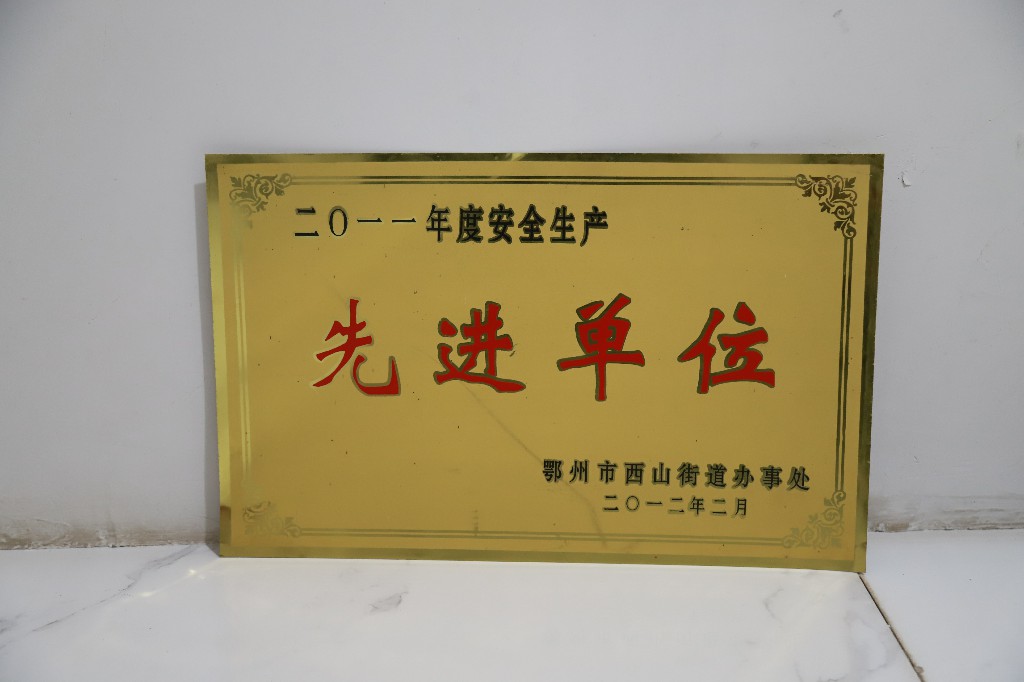 二〇一一年度安全生产
先进单位
鄂州市西山街道办事处
二〇一二年二月